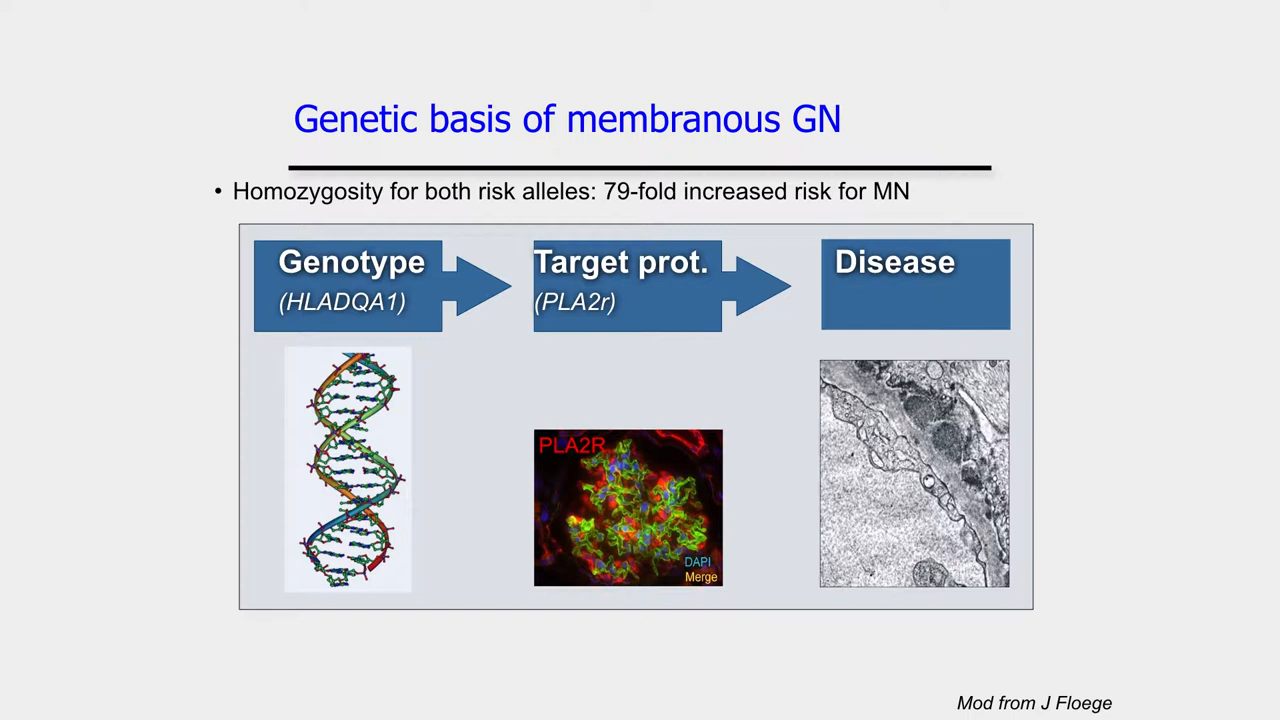 Genetic basis of membranous GN
• Homozygosity for both risk alleles: 79-fold increased risk for MN
Genotype
(HLADQA1)
Target prot.
(PLA2r)
Disease
PLA2R
DAPI
Merge
Mod from J Floege